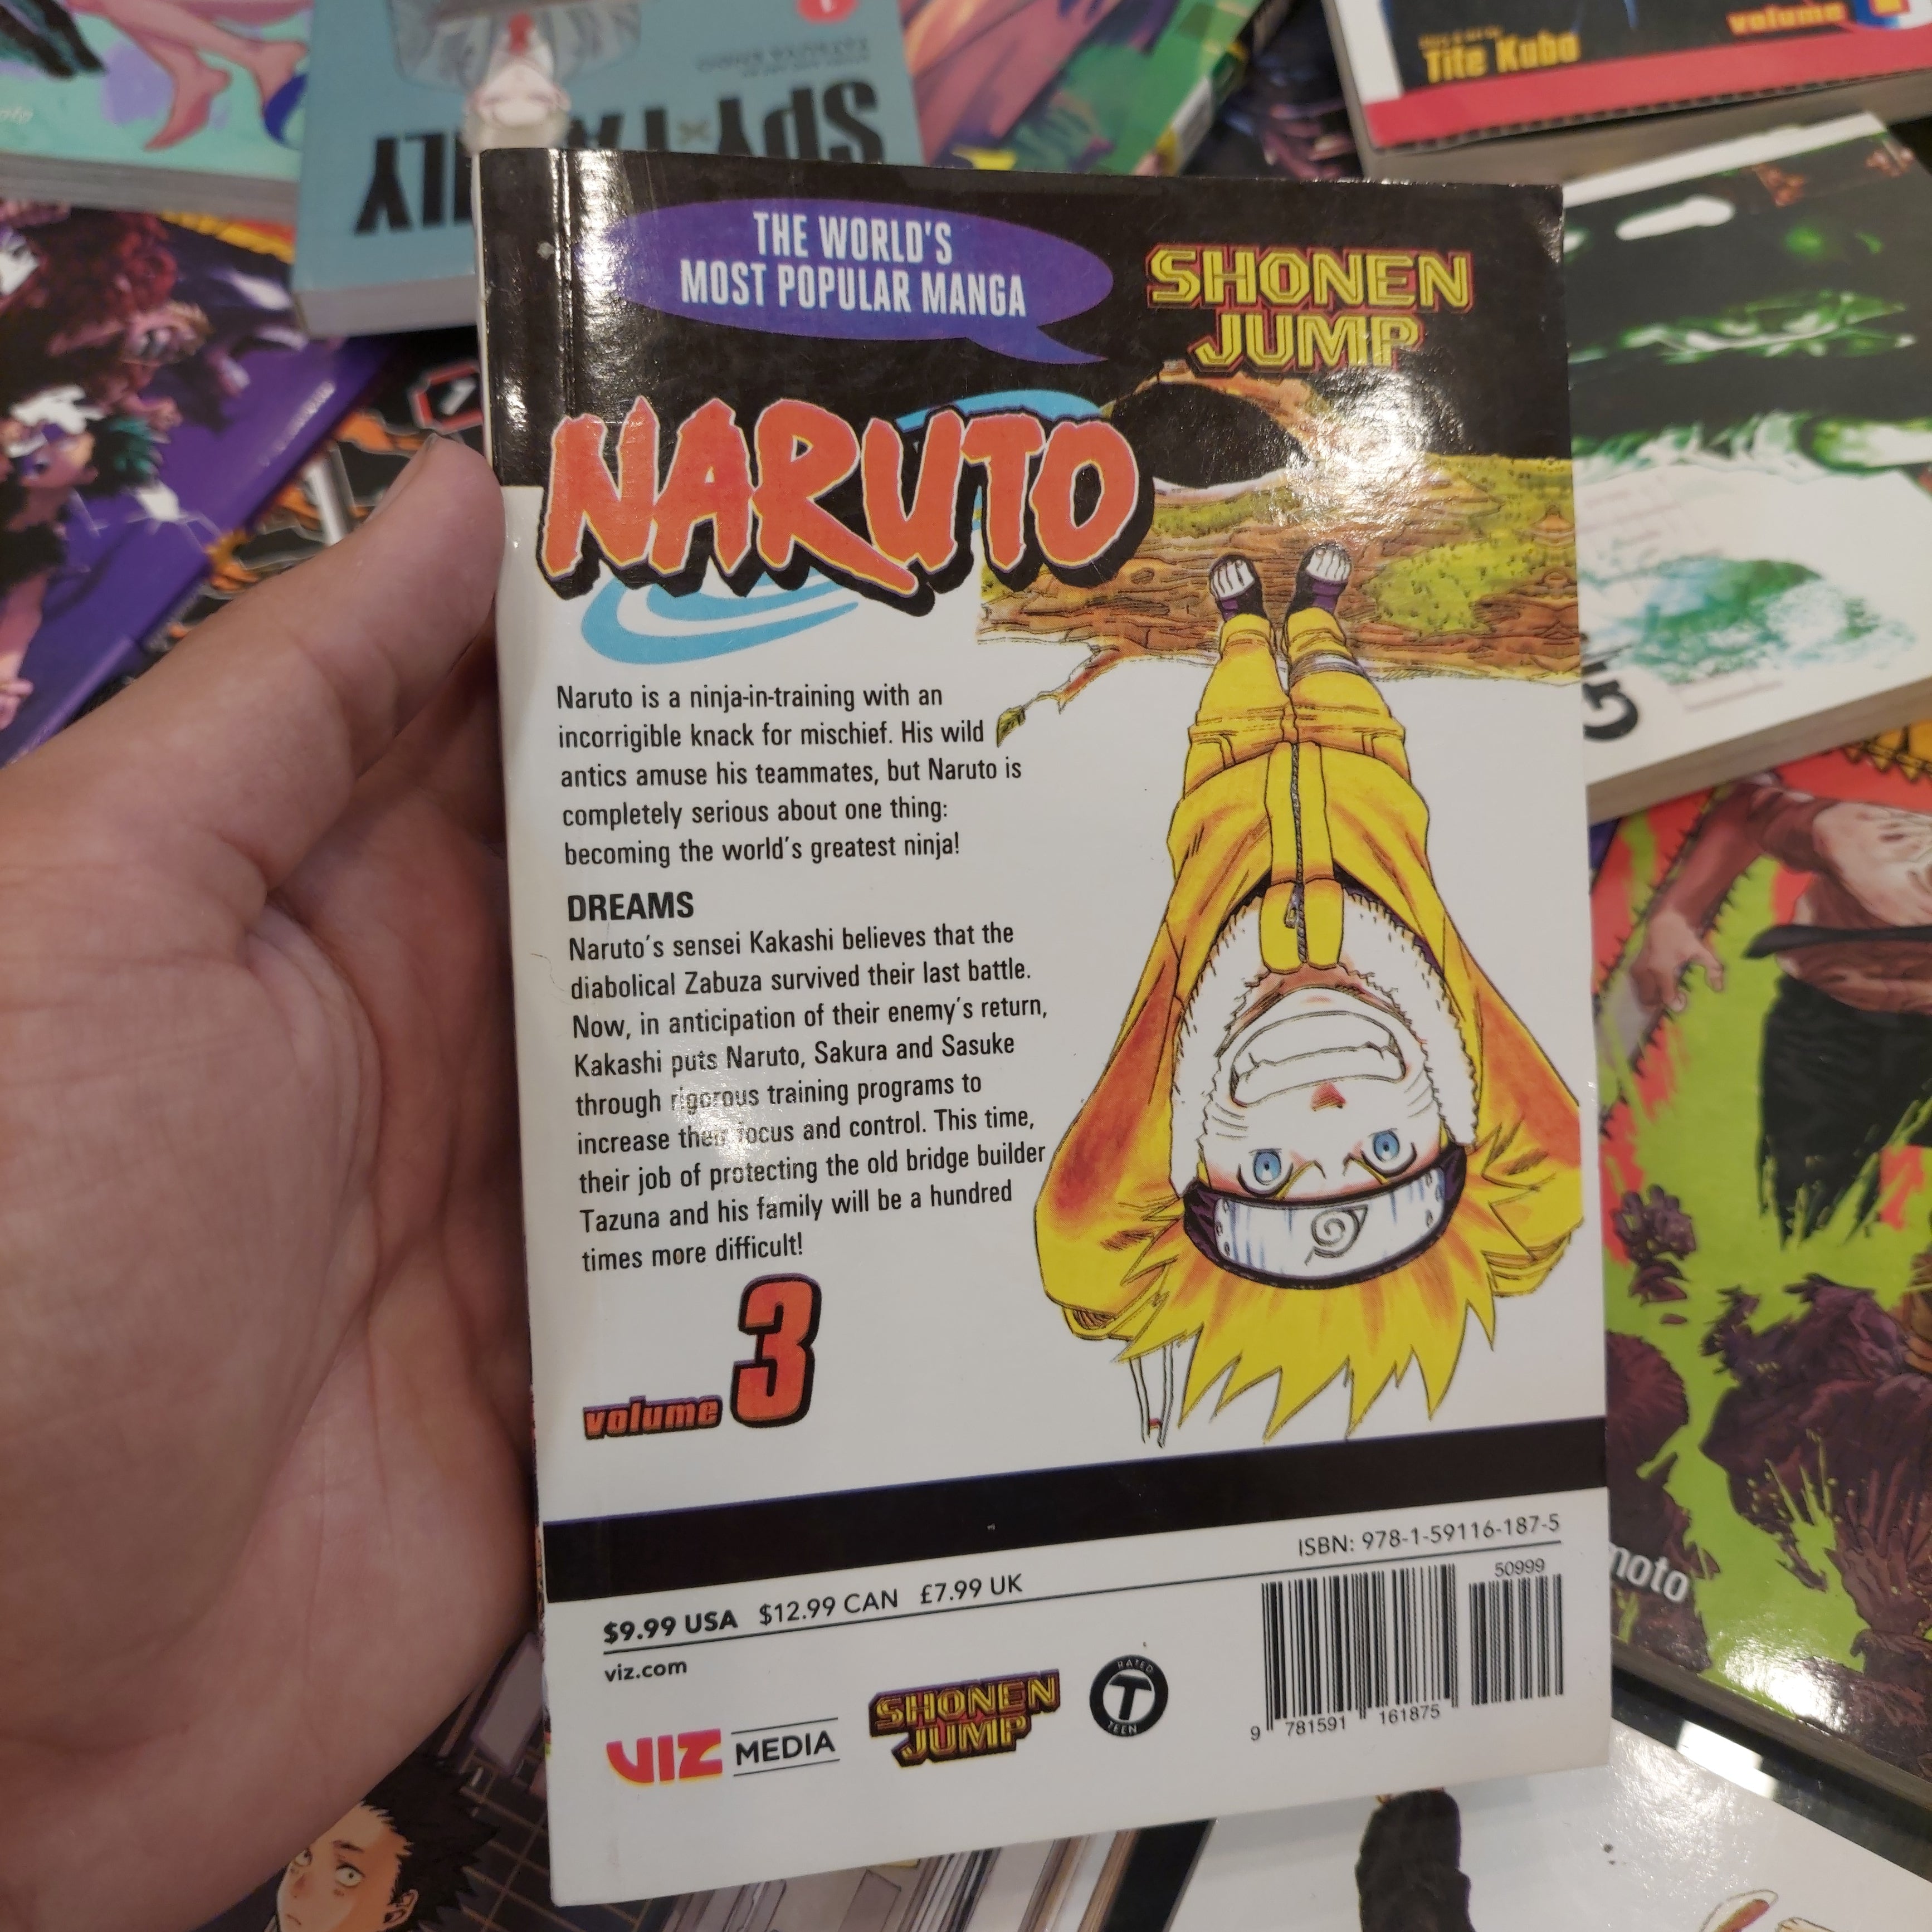 SPY×FAMILY
Tite Kubo
volume
THE WORLD'S
MOST POPULAR MANGA
SHONEN
JUMP
NARUTO
Naruto is a ninja-in-training with an
incorrigible knack for mischief. His wild
antics amuse his teammates, but Naruto is
completely serious about one thing:
becoming the world's greatest ninja!
DREAMS
Naruto's sensei Kakashi believes that the
diabolical Zabuza survived their last battle.
Now, in anticipation of their enemy's return,
Kakashi puts Naruto, Sakura and Sasuke
through rigorous training programs to
increase their focus and control. This time,
their job of protecting the old bridge builder
Tazuna and his family will be a hundred
times more difficult!
volume 3
ISBN: 978-1-59116-187-5
$9.99 USA $12.99 CAN £7.99 UK
50999
viz.com
VIZ MEDIA
SHONEN
JUMP
RATED
T
TEEN
9 781591 161875
moto